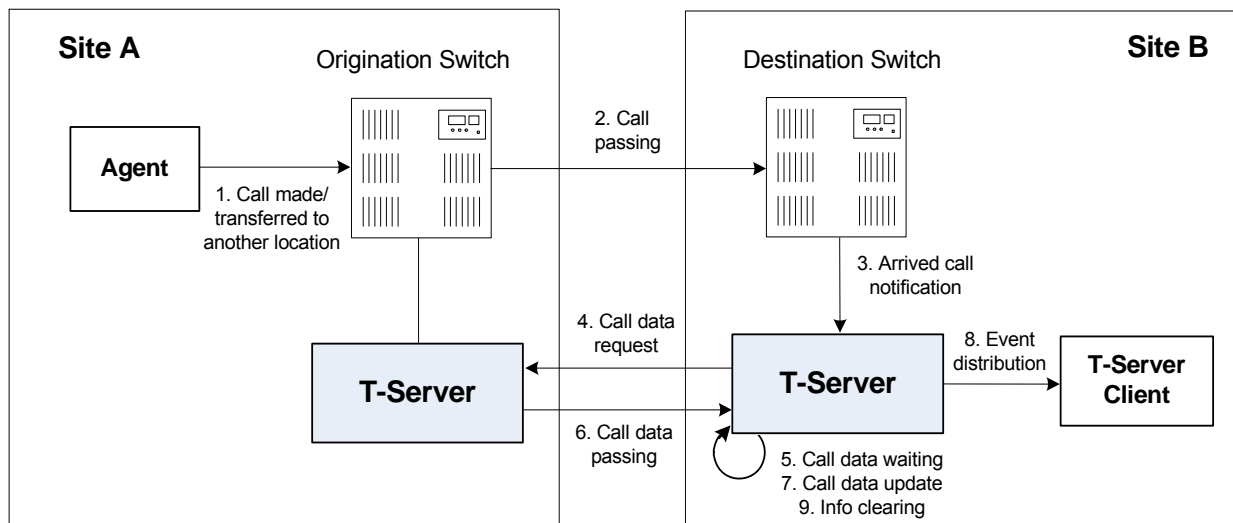 Site A
Origination Switch
Destination Switch
Site B
Agent
1. Call made/
transferred to
another location
2. Call
passing
3. Arrived call
notification
4. Call data
request
T-Server
T-Server
8. Event
distribution
T-Server
Client
6. Call data
passing
5. Call data waiting
7. Call data update
9. Info clearing